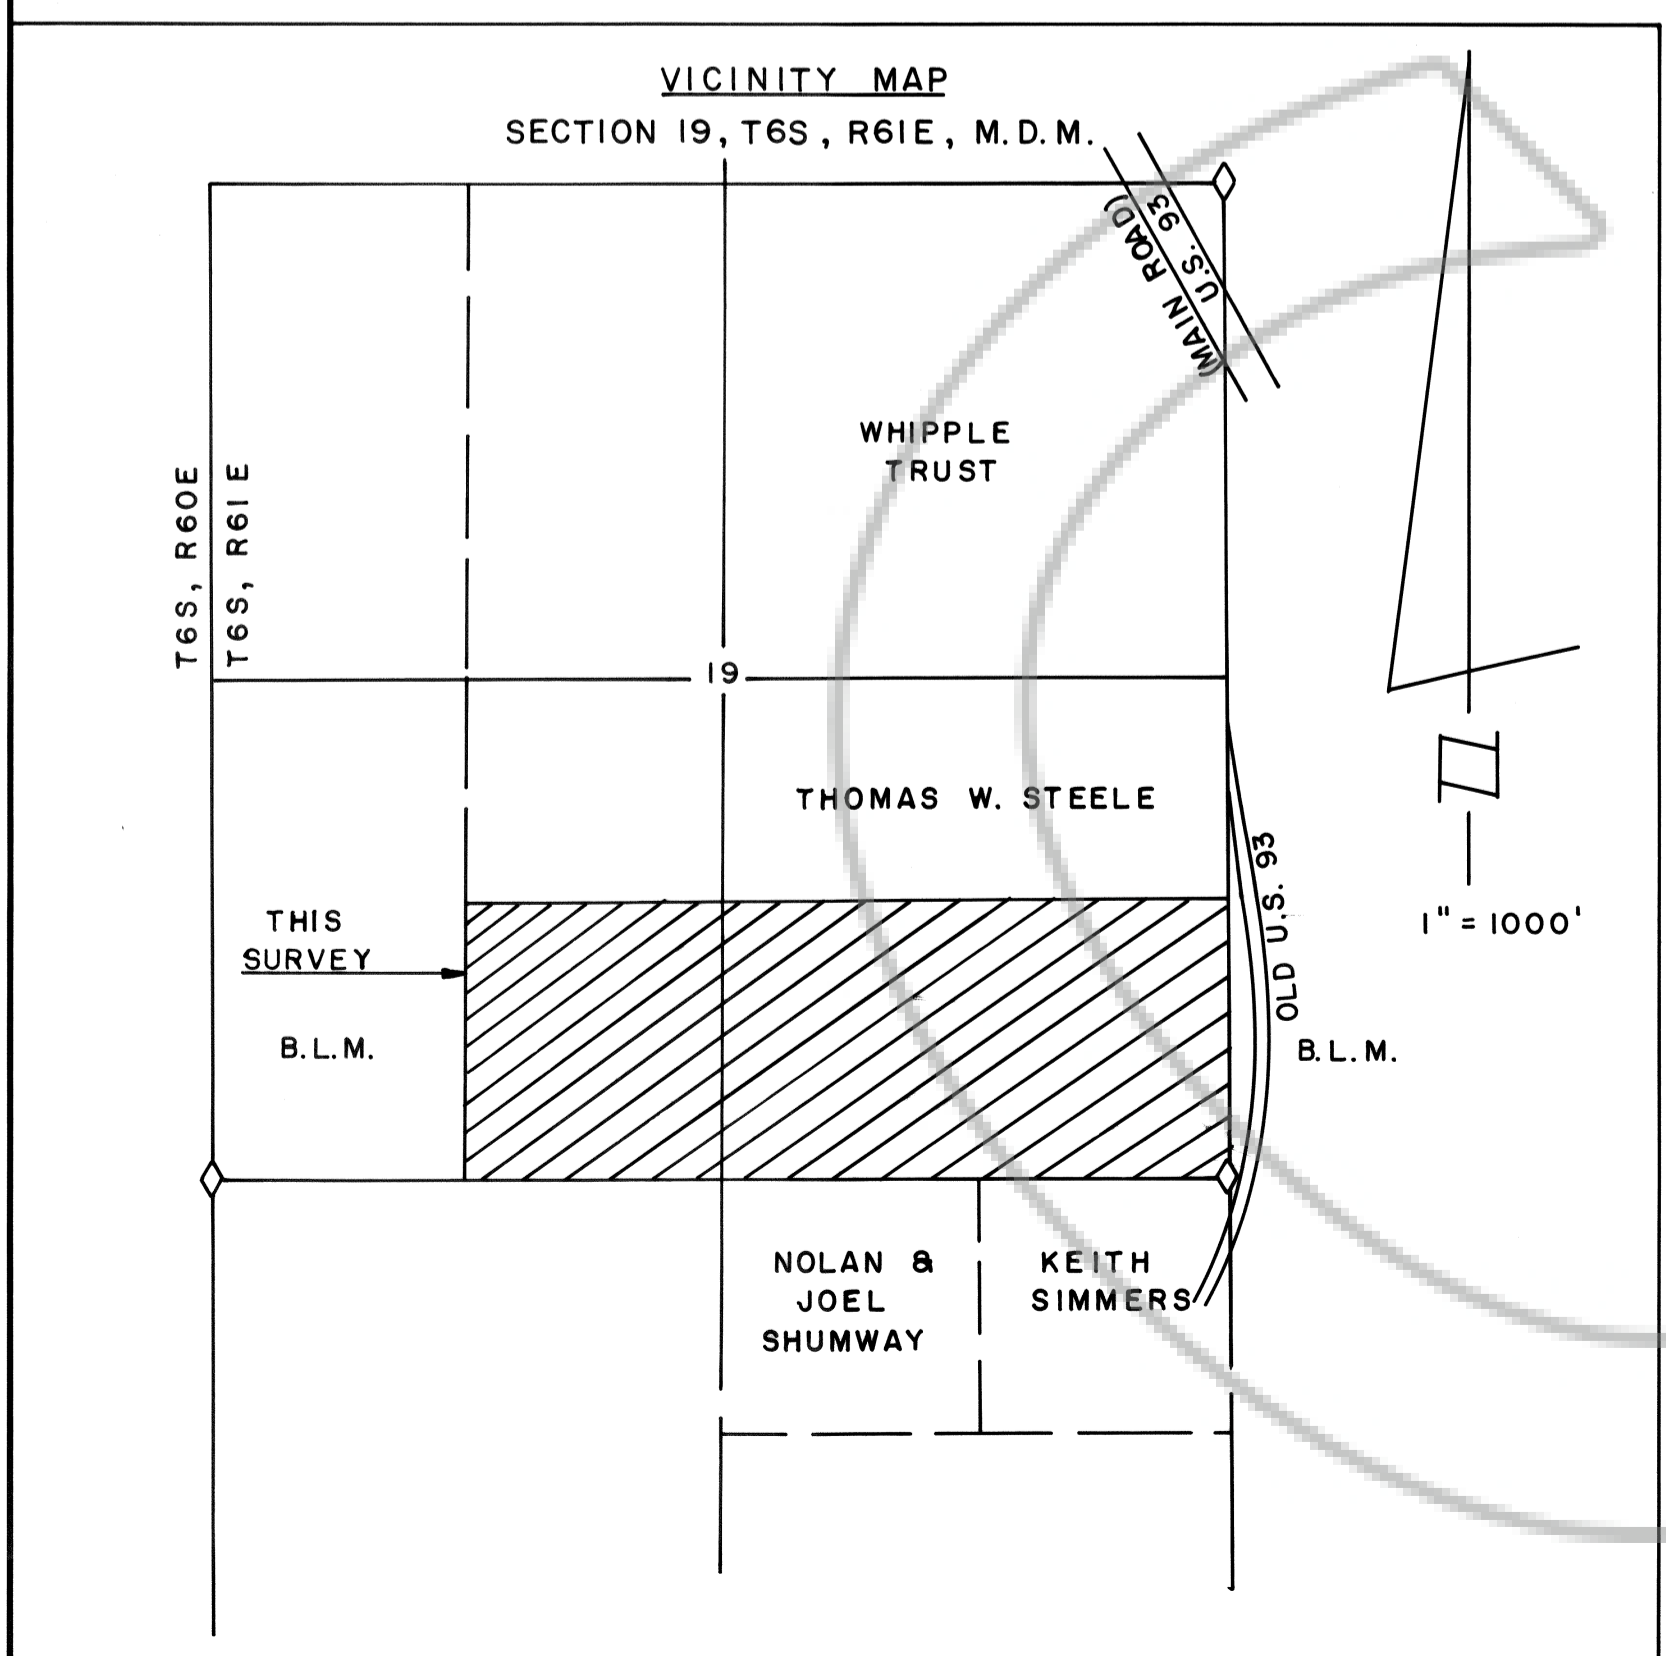 VICINITY MAP
SECTION 19, T6S, R61E, M.D.M.
(MAIN ROAD)
U.S. 93
WHIPPLE
TRUST
T6S, R60E
T6S, R61E
19
THOMAS W. STEELE
OLD U.S. 93
N
1" = 1000'
THIS
SURVEY
B.L.M.
B.L.M.
NOLAN &
JOEL
SHUMWAY
KEITH
SIMMERS